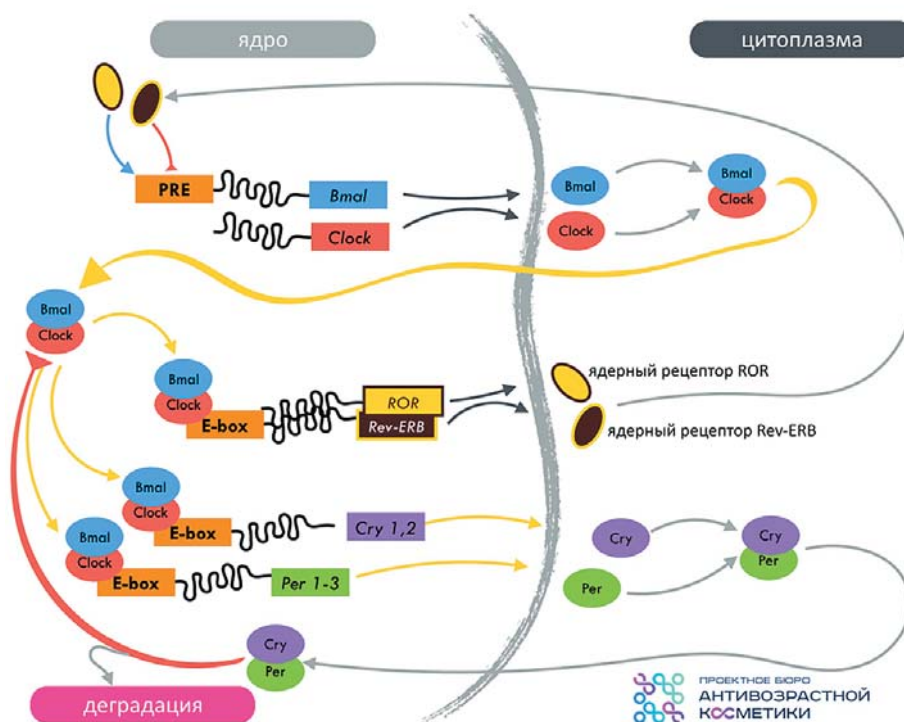 ядро
цитоплазма
PRE
Bmal
Clock
Bmal
Clock
Bmal
Clock
Bmal
Clock
Bmal
Clock
E-box
ROR
Rev-ERB
ядерный рецептор ROR
ядерный рецептор Rev-ERB
Bmal
Clock
E-box
Cry 1,2
Bmal
Clock
E-box
Per 1-3
Cry
Per
Cry
Per
Cry
Per
деградация
ПРОЕКТНОЕ БЮРО
АНТИВОЗРАСТНОЙ
КОСМЕТИКИ